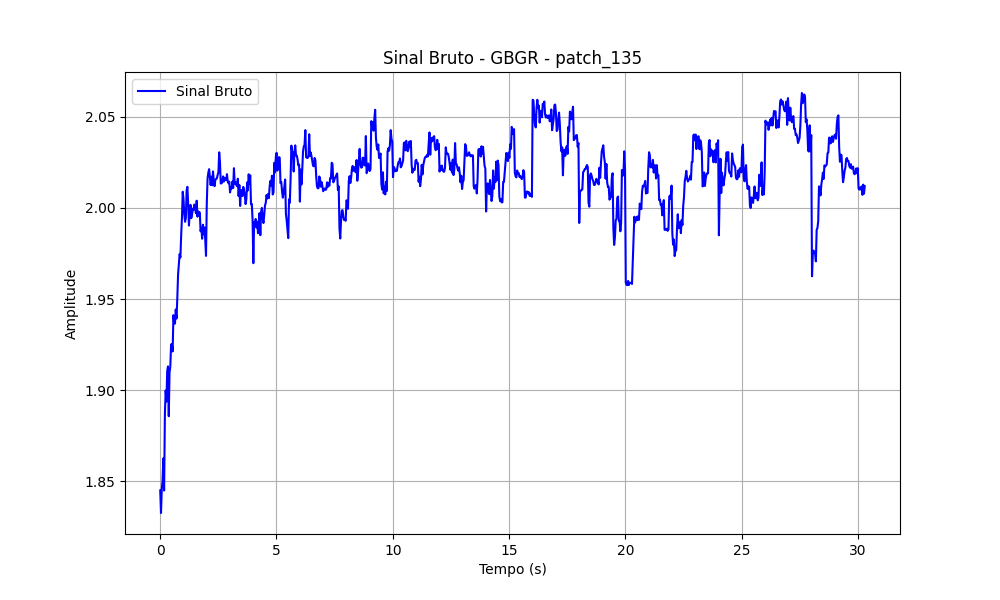 Sinal Bruto - GBGR - patch_135
Sinal Bruto
2.05
2.00
1.95
1.90
1.85
Amplitude
0 5 10 15 20 25 30
Tempo (s)